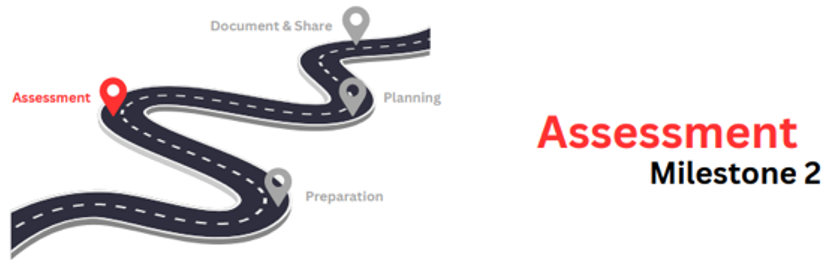 Document & Share
Assessment
Planning
Preparation
Assessment
Milestone 2